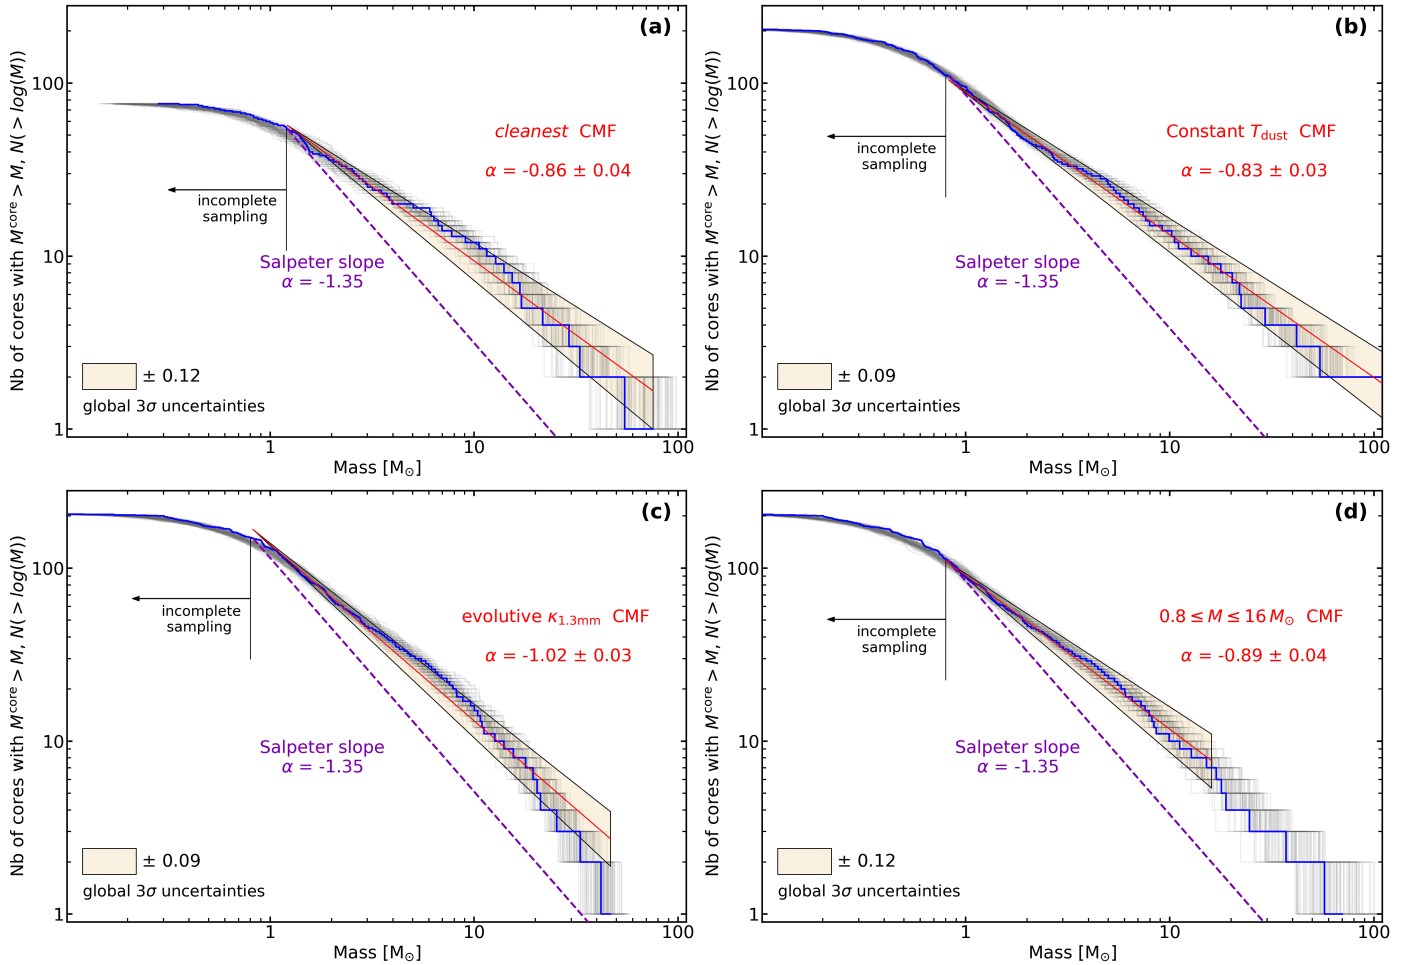 (a)
Nb of cores with M^core > M, N(> log(M))
100
10
1
cleanest CMF
α = -0.86 ± 0.04
incomplete
sampling
Salpeter slope
α = -1.35
± 0.12
global 3σ uncertainties
1 10 100
Mass [M⊙]
(b)
Nb of cores with M^core > M, N(> log(M))
100
10
1
Constant T_dust CMF
α = -0.83 ± 0.03
incomplete
sampling
Salpeter slope
α = -1.35
± 0.09
global 3σ uncertainties
1 10 100
Mass [M⊙]
(c)
Nb of cores with M^core > M, N(> log(M))
100
10
1
evolutive κ_1.3mm CMF
α = -1.02 ± 0.03
incomplete
sampling
Salpeter slope
α = -1.35
± 0.09
global 3σ uncertainties
1 10 100
Mass [M⊙]
(d)
Nb of cores with M^core > M, N(> log(M))
100
10
1
0.8 ≤ M ≤ 16 M⊙ CMF
α = -0.89 ± 0.04
incomplete
sampling
Salpeter slope
α = -1.35
± 0.12
global 3σ uncertainties
1 10 100
Mass [M⊙]